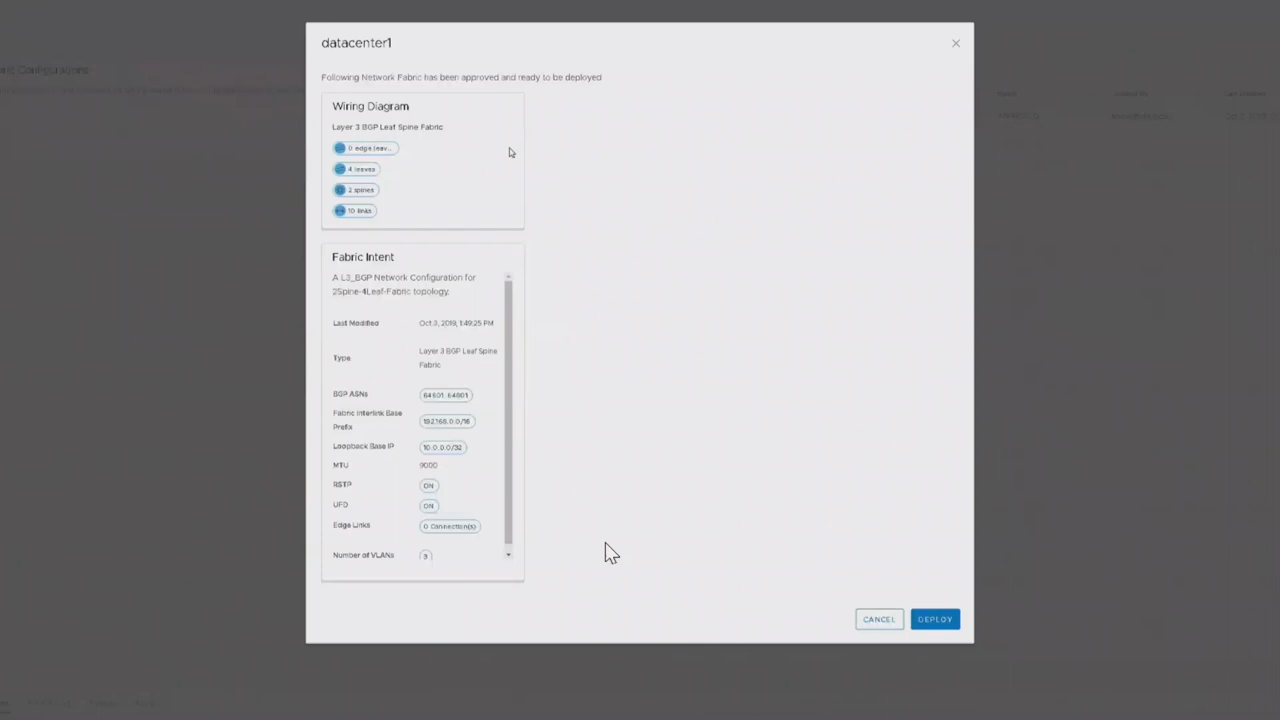 datacenter1
Following Network Fabric has been approved and ready to be deployed
Wiring Diagram
Layer 3 BGP Leaf Spine Fabric
0 edge leav...
4 leaves
2 spines
10 links
Fabric Intent
A L3_BGP Network Configuration for
2Spine-4Leaf-Fabric topology.
Last Modified Oct 3, 2019, 1:49:25 PM
Type Layer 3 BGP Leaf Spine
Fabric
BGP ASNs 64601, 64801
Fabric Interlink Base
Prefix 192.168.0.0/16
Loopback Base IP 10.0.0.0/32
MTU 9000
RSTP ON
UFD ON
Edge Links 0 Connection(s)
Number of VLANs 3
CANCEL DEPLOY